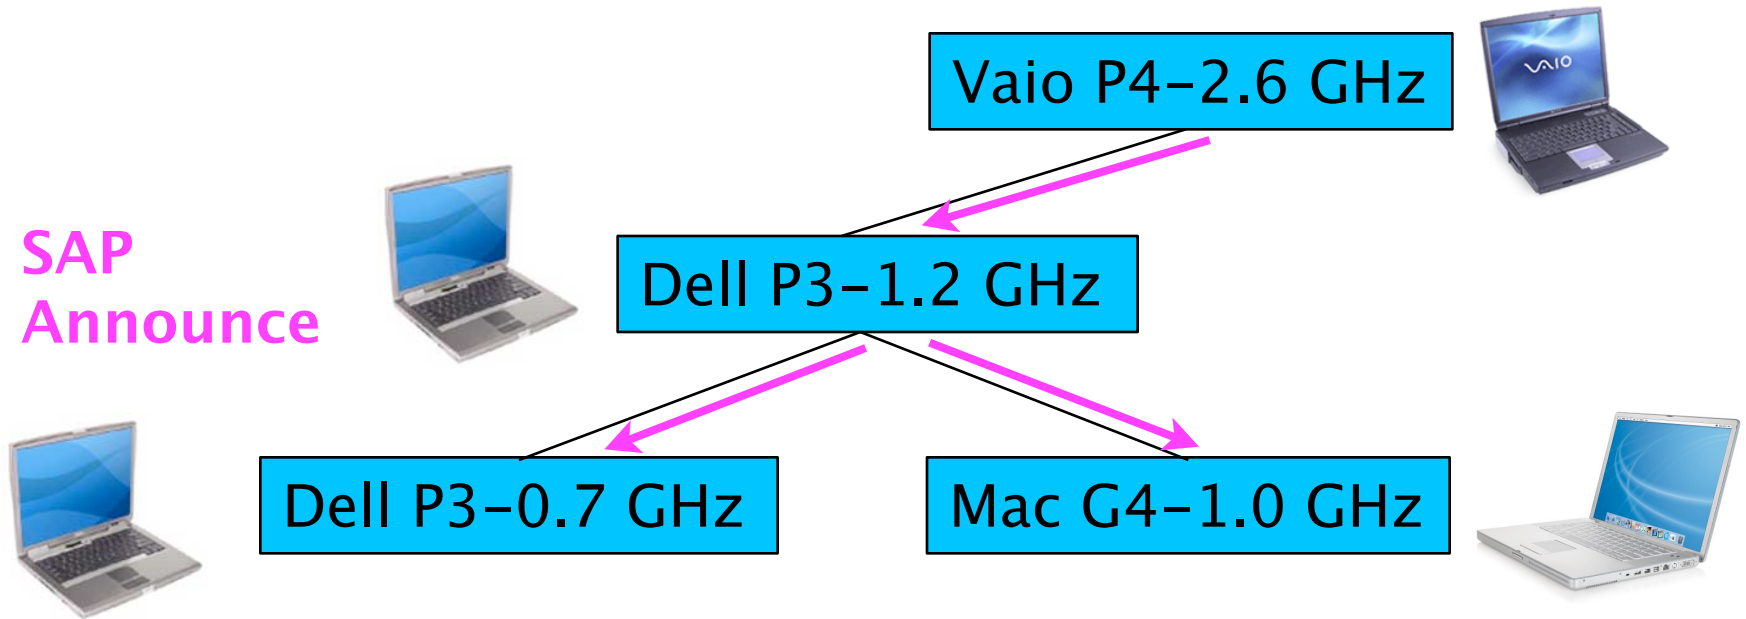 Vaio P4-2.6 GHz
VAIO
SAP
Announce
Dell P3-1.2 GHz
Dell P3-0.7 GHz
Mac G4-1.0 GHz